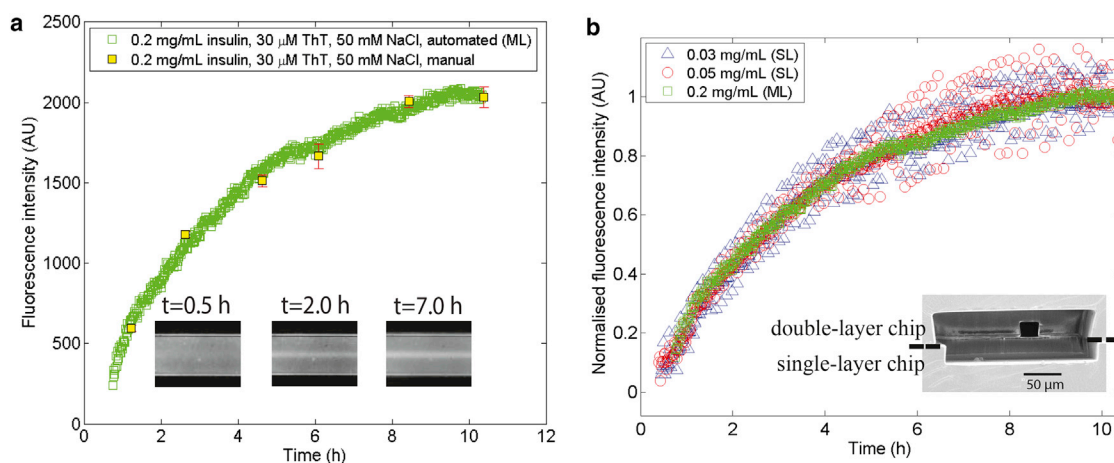 a
2500
2000
1500
1000
500
0
Fluorescence intensity (AU)
0.2 mg/mL insulin, 30 μM ThT, 50 mM NaCl, automated (ML)
0.2 mg/mL insulin, 30 μM ThT, 50 mM NaCl, manual
t=0.5 h t=2.0 h t=7.0 h
0 2 4 6 8 10 12
Time (h)
b
1
0.8
0.6
0.4
0.2
0
Normalised fluorescence intensity (AU)
0.03 mg/mL (SL)
0.05 mg/mL (SL)
0.2 mg/mL (ML)
double-layer chip
single-layer chip
50 μm
2 4 6 8 10
Time (h)